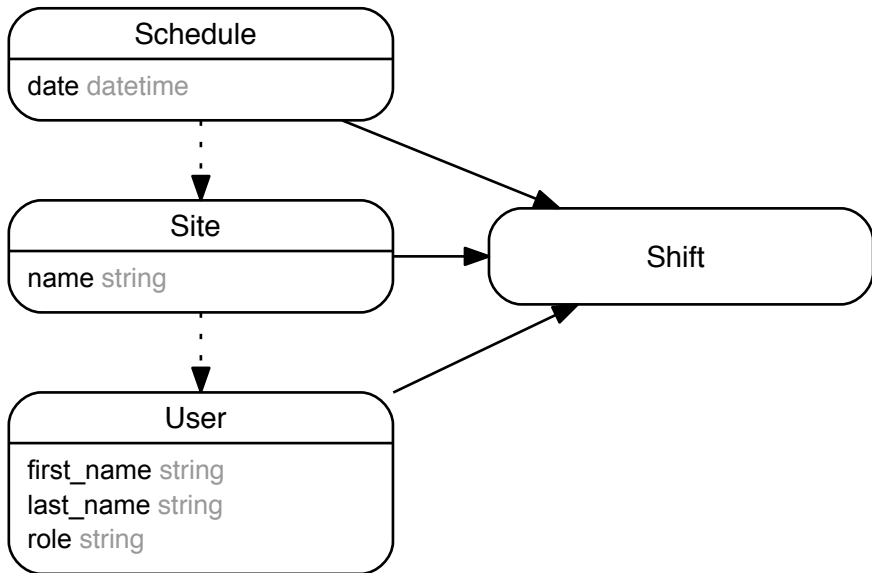 Schedule
date datetime
Site
name string
Shift
User
first_name string
last_name string
role string